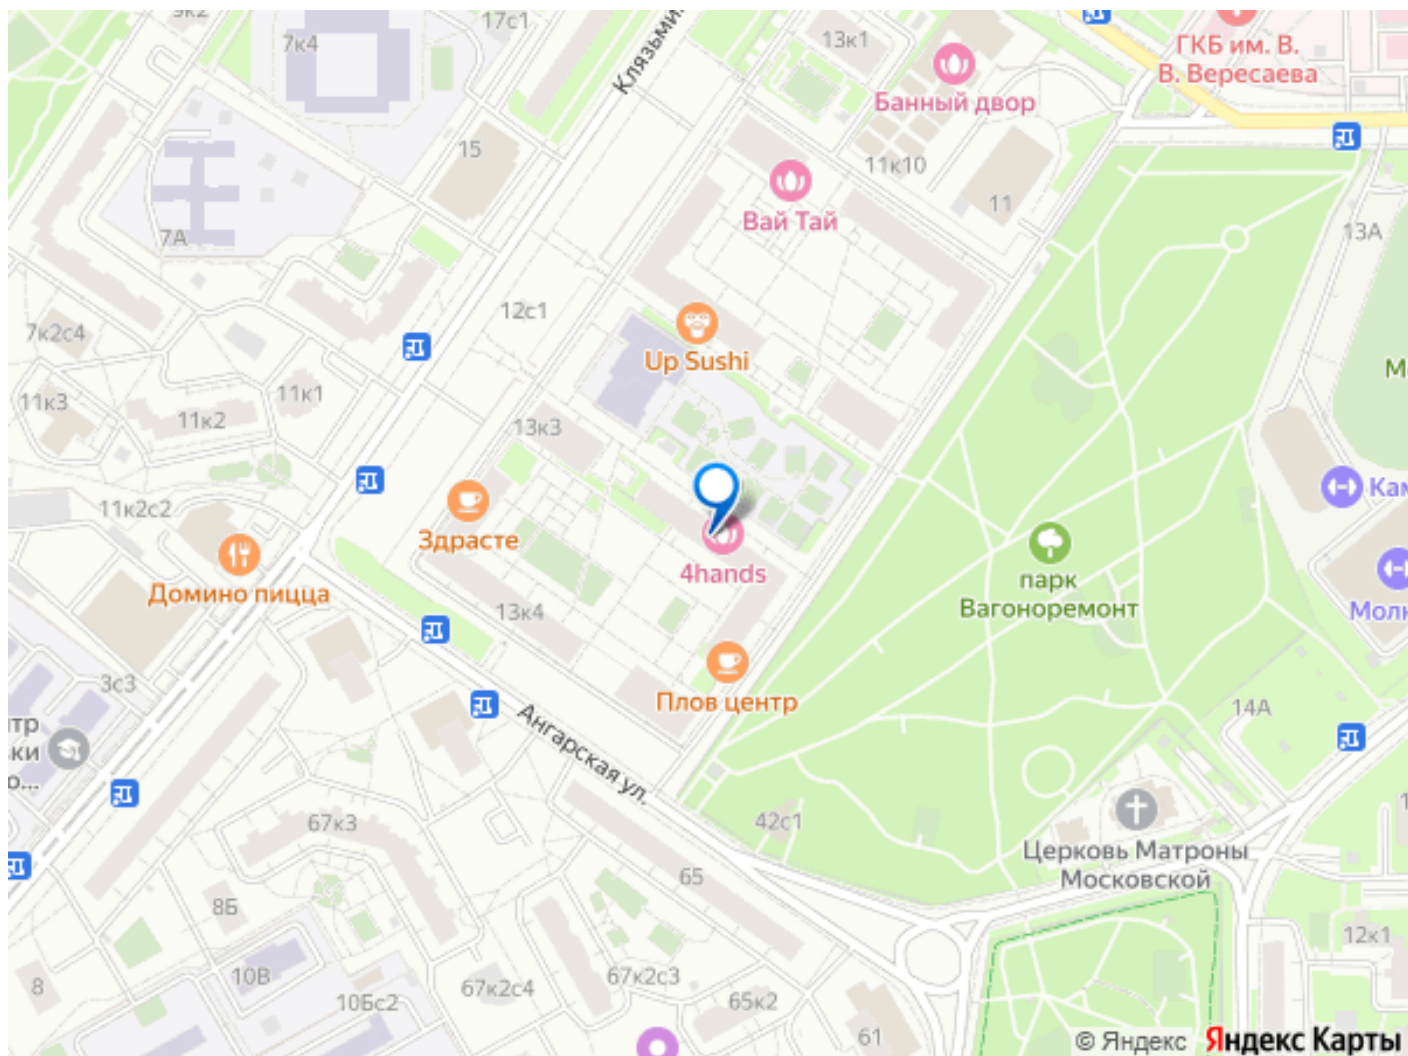 17с1
9к2
7к4
Клязьми
13к1
ГКБ им. В.
В. Вересаева
Банный двор
15
11к10
11
Вай Тай
7А
13А
12с1
7к2с4
Up Sushi
11к1
11к3
11к2
13к3
11к2с2
Здрасте
4hands
Домино пицца
парк
Вагоноремонт
13к4
3с3
Плов центр
14А
Ангарская ул.
42с1
67к3
Церковь Матроны
Московской
65
8Б
12к1
10В
8
67к2с3
67к2с4
10Бс2
65к2
61
© Яндекс
Яндекс Карты